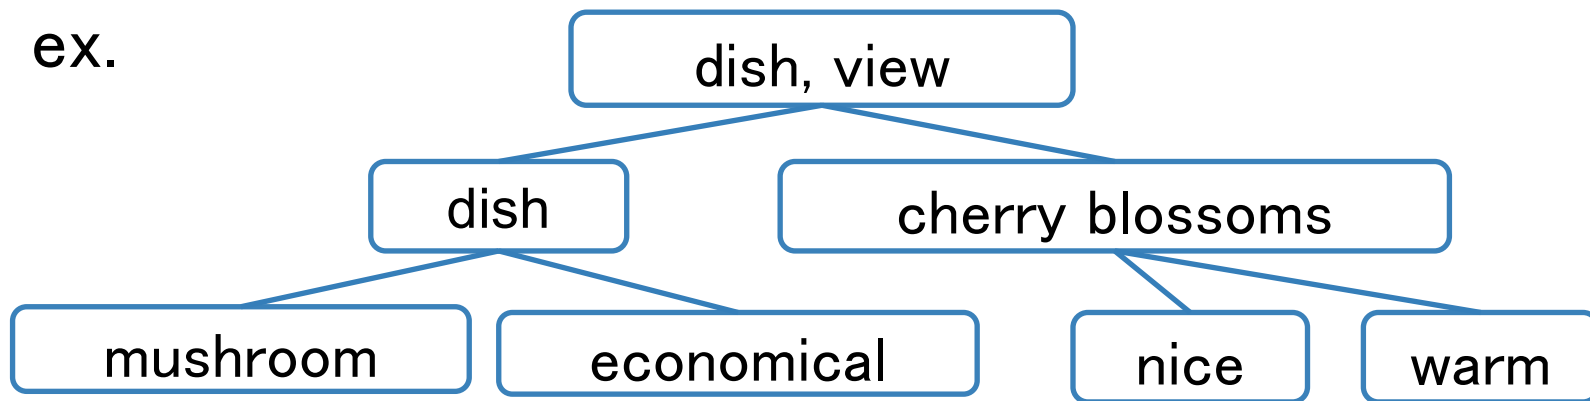 ex.
dish, view
dish
cherry blossoms
mushroom
economical
nice
warm